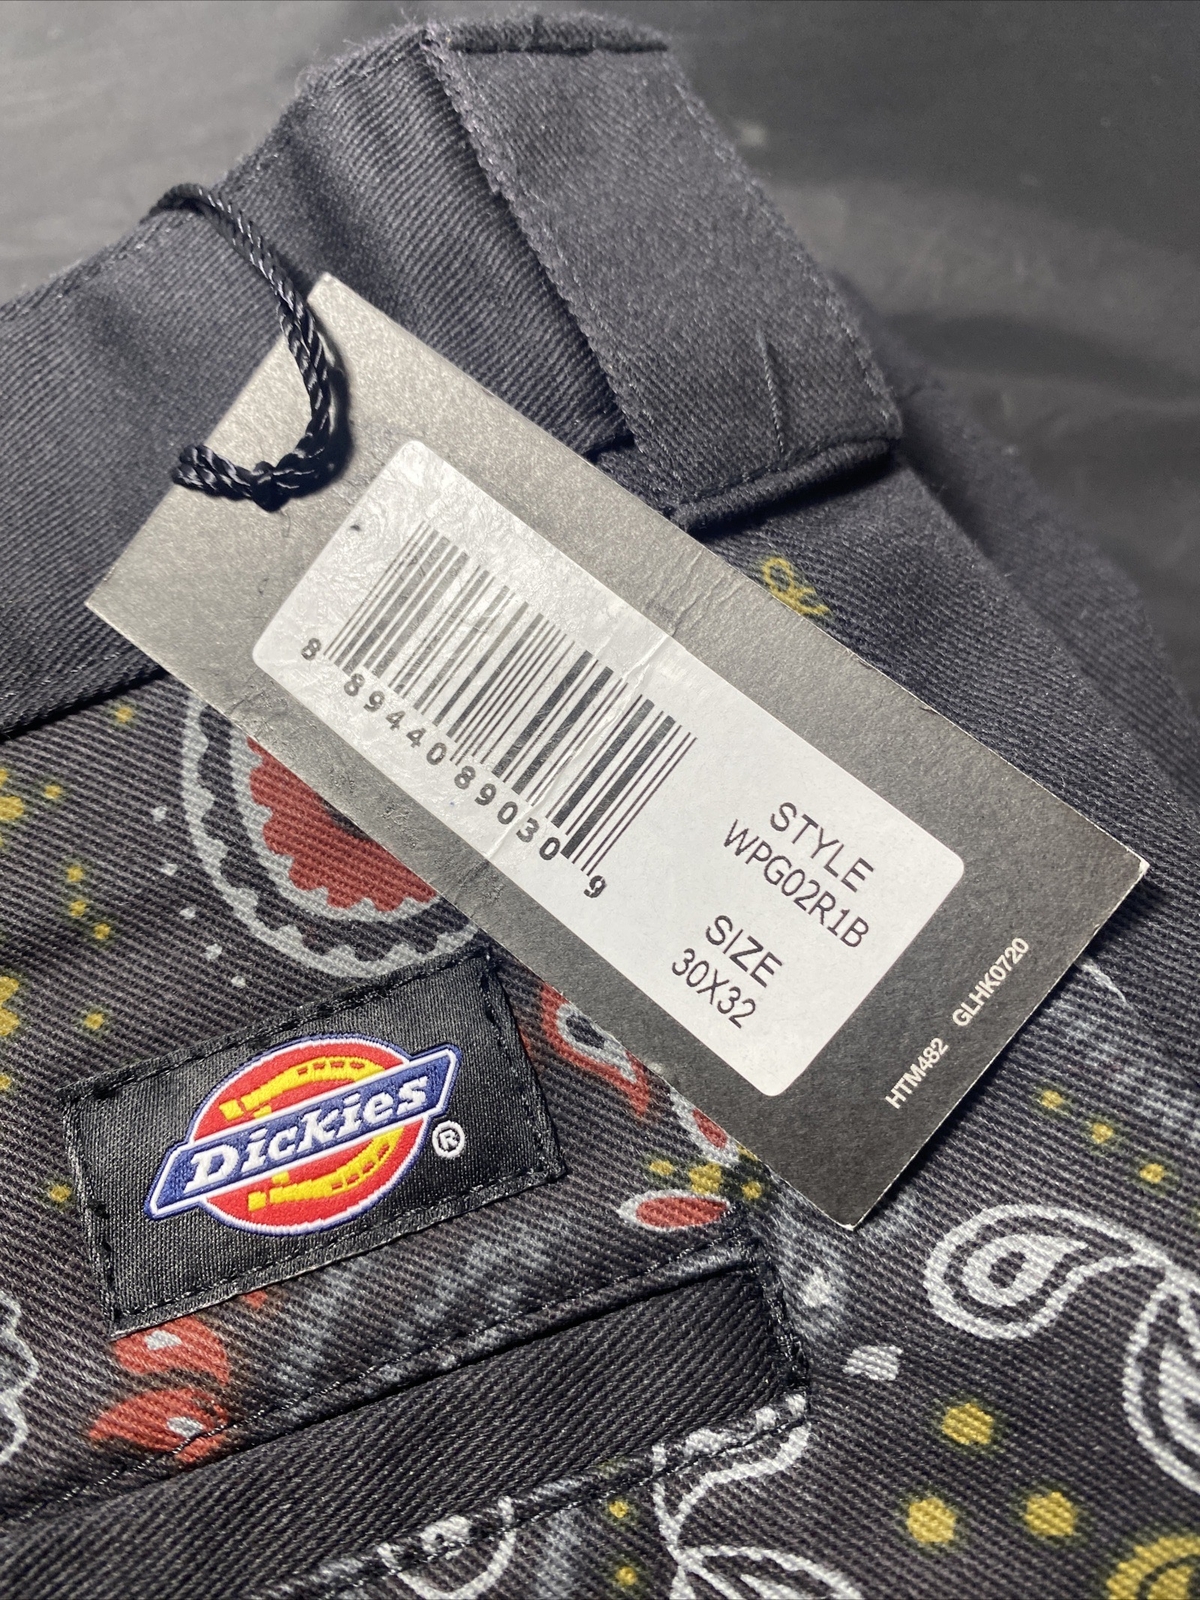 8 89440 89030 9
STYLE
WPG02R1B
SIZE
30X32
HTM482 GLHK0720
Dickies®